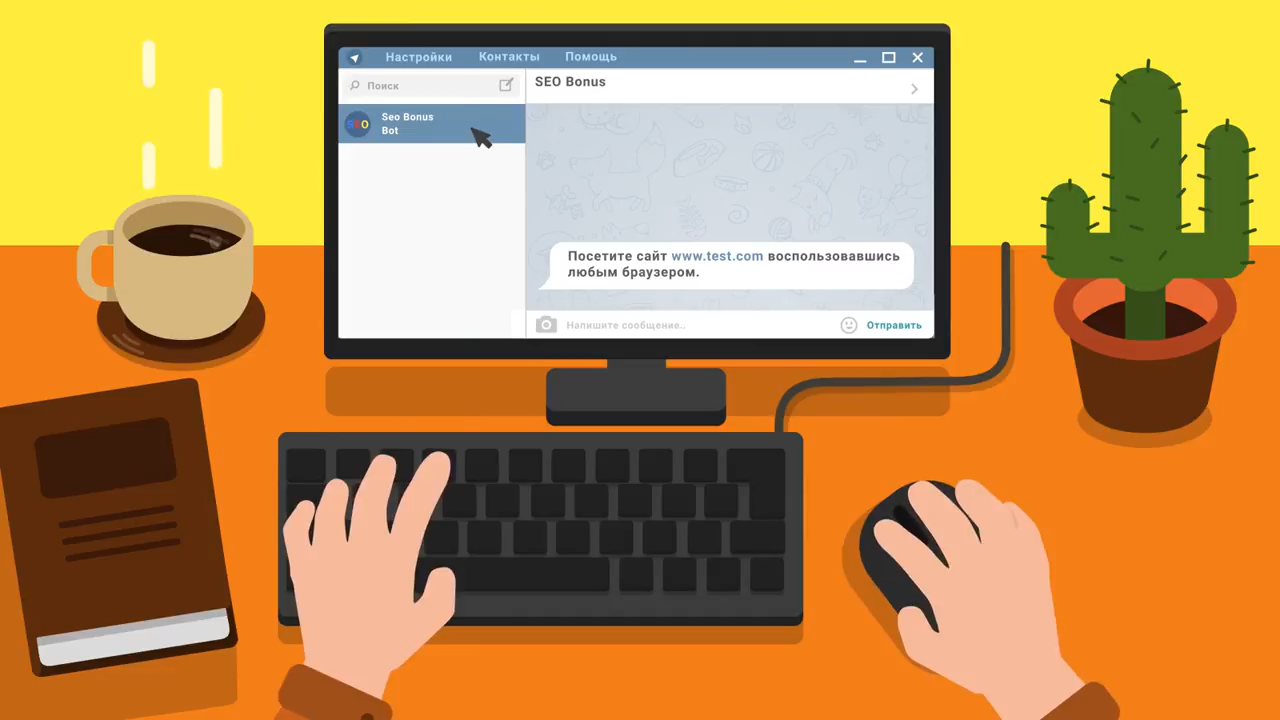 Настройки Контакты Помощь
Поиск
SEO Bonus
SEO
Seo Bonus
Bot
Посетите сайт www.test.com воспользовавшись
любым браузером.
Напишите сообщение..
Отправить